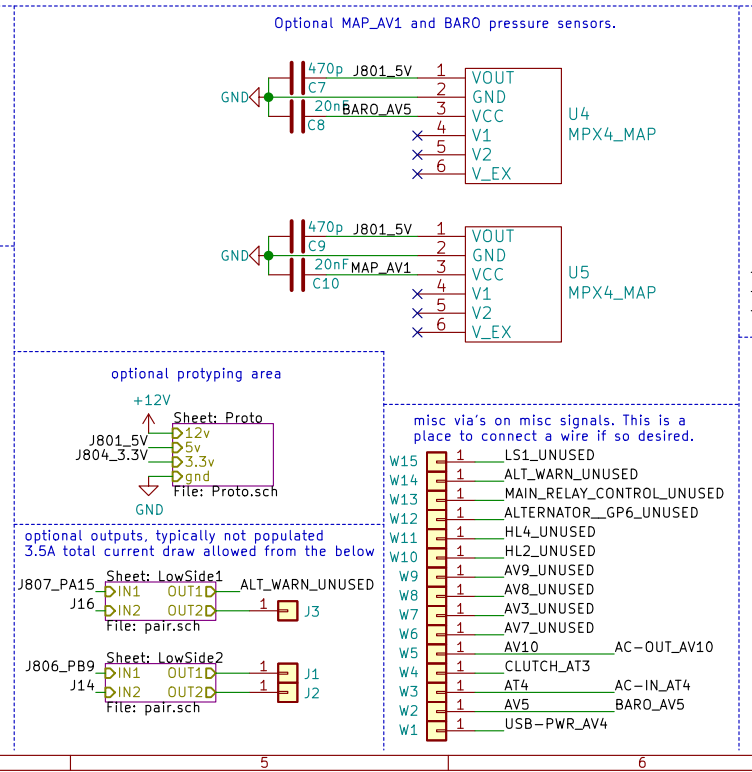 Optional MAP_AV1 and BARO pressure sensors.
470p
J801_5V
1
VOUT
C7
2
GND
GND
20nF
BARO_AV5
3
VCC
C8
4
V1
5
V2
6
V_EX
U4
MPX4_MAP
470p
J801_5V
1
VOUT
C9
2
GND
GND
20nF
MAP_AV1
3
VCC
C10
4
V1
5
V2
6
V_EX
U5
MPX4_MAP
optional protyping area
+12V
Sheet: Proto
12v
J801_5V
5v
J804_3.3V
3.3v
gnd
File: Proto.sch
GND
optional outputs, typically not populated
3.5A total current draw allowed from the below
Sheet: LowSide1
J807_PA15
IN1
OUT1
ALT_WARN_UNUSED
J16
IN2
OUT2
1
J3
File: pair.sch
Sheet: LowSide2
J806_PB9
IN1
OUT1
1
J1
J14
IN2
OUT2
1
J2
File: pair.sch
misc via's on misc signals. This is a
place to connect a wire if so desired.
W15 1 LS1_UNUSED
W14 1 ALT_WARN_UNUSED
W13 1 MAIN_RELAY_CONTROL_UNUSED
W12 1 ALTERNATOR__GP6_UNUSED
W11 1 HL4_UNUSED
W10 1 HL2_UNUSED
W9 1 AV9_UNUSED
W8 1 AV8_UNUSED
W7 1 AV3_UNUSED
W6 1 AV7_UNUSED
W5 1 AV10 AC-OUT_AV10
W4 1 CLUTCH_AT3
W3 1 AT4 AC-IN_AT4
W2 1 AV5 BARO_AV5
W1 1 USB-PWR_AV4
5
6